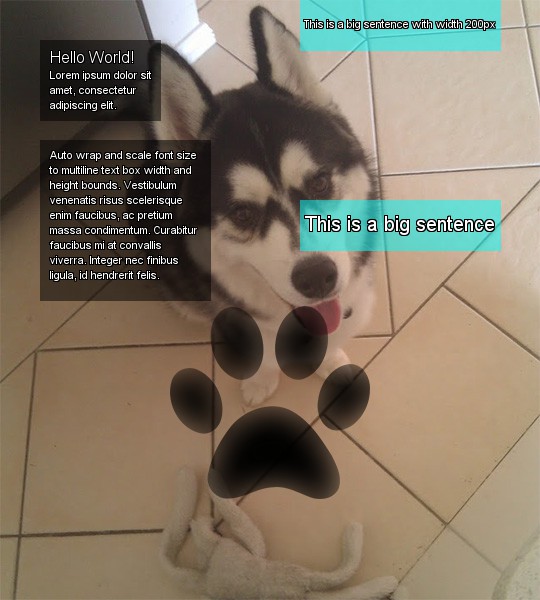 This is a big sentence with width 200px
Hello World!
Lorem ipsum dolor sit
amet, consectetur
adipiscing elit.
Auto wrap and scale font size
to multiline text box width and
height bounds. Vestibulum
venenatis risus scelerisque
enim faucibus, ac pretium
massa condimentum. Curabitur
faucibus mi at convallis
viverra. Integer nec finibus
ligula, id hendrerit felis.
This is a big sentence